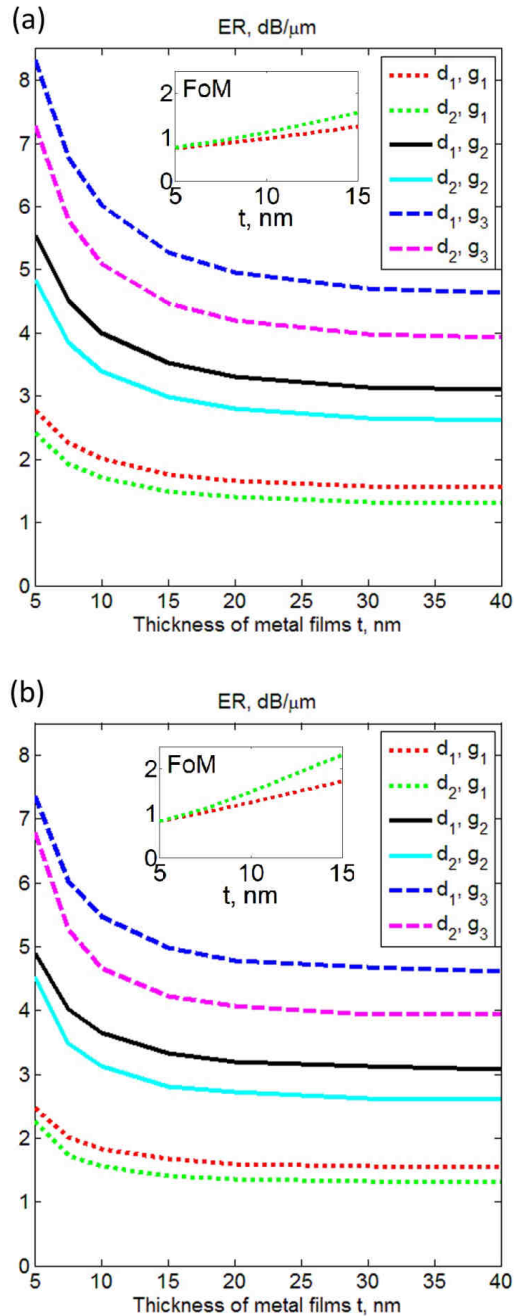 (a)
ER, dB/μm
8
7
6
5
4
3
2
1
0
5 10 15 20 25 30 35 40
Thickness of metal films t, nm
FoM
2
1
0
5 10 15
t, nm
d₁, g₁
d₂, g₁
d₁, g₂
d₂, g₂
d₁, g₃
d₂, g₃
(b)
ER, dB/μm
8
7
6
5
4
3
2
1
0
5 10 15 20 25 30 35 40
Thickness of metal films t, nm
FoM
2
1
0
5 10 15
t, nm
d₁, g₁
d₂, g₁
d₁, g₂
d₂, g₂
d₁, g₃
d₂, g₃